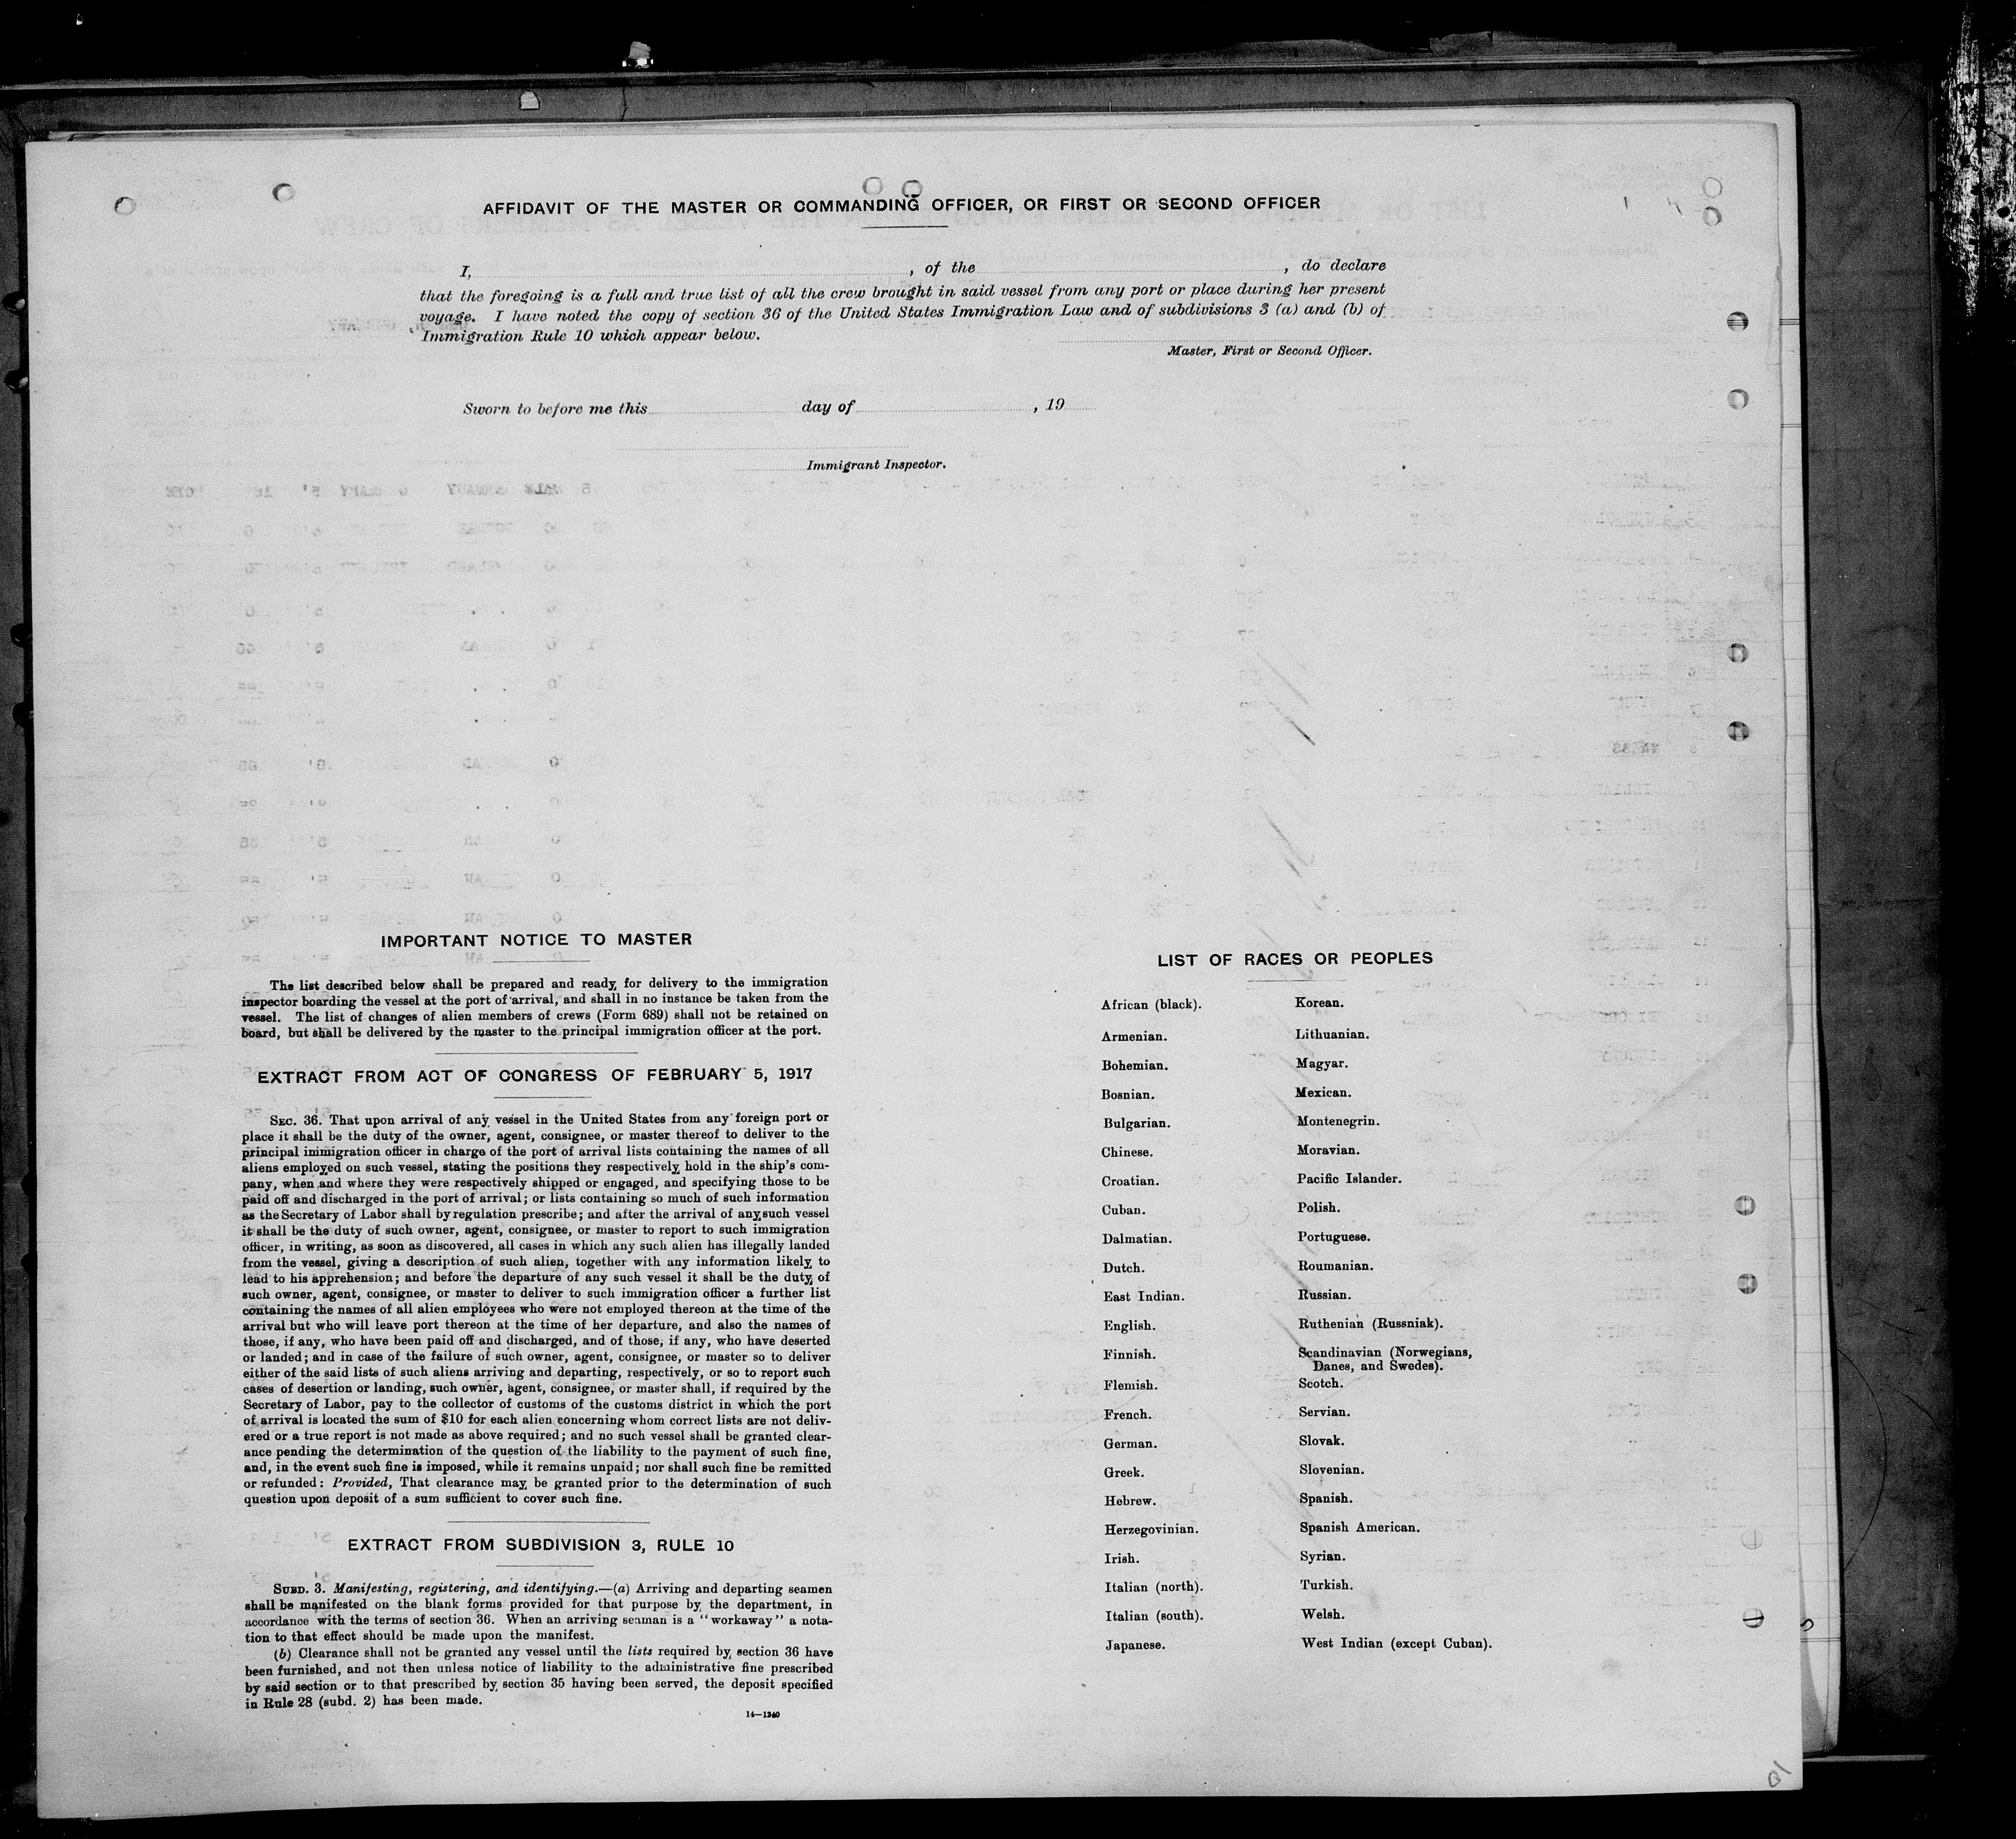 AFFIDAVIT OF THE MASTER OR COMMANDING OFFICER, OR FIRST OR SECOND OFFICER
I, , of the , do declare
that the foregoing is a full and true list of all the crew brought in said vessel from any port or place during her present
voyage. I have noted the copy of section 36 of the United States Immigration Law and of subdivisions 3 (a) and (b) of
Immigration Rule 10 which appear below.
Master, First or Second Officer.
Sworn to before me this day of , 19
Immigrant Inspector.
IMPORTANT NOTICE TO MASTER
The list described below shall be prepared and ready for delivery to the immigration
inspector boarding the vessel at the port of arrival, and shall in no instance be taken from the
vessel. The list of changes of alien members of crews (Form 689) shall not be retained on
board, but shall be delivered by the master to the principal immigration officer at the port.
EXTRACT FROM ACT OF CONGRESS OF FEBRUARY 5, 1917
SEC. 36. That upon arrival of any vessel in the United States from any foreign port or
place it shall be the duty of the owner, agent, consignee, or master thereof to deliver to the
principal immigration officer in charge of the port of arrival lists containing the names of all
aliens employed on such vessel, stating the positions they respectively hold in the ship's com-
pany, when and where they were respectively shipped or engaged, and specifying those to be
paid off and discharged in the port of arrival; or lists containing so much of such information
as the Secretary of Labor shall by regulation prescribe; and after the arrival of any such vessel
it shall be the duty of such owner, agent, consignee, or master to report to such immigration
officer, in writing, as soon as discovered, all cases in which any such alien has illegally landed
from the vessel, giving a description of such alien, together with any information likely to
lead to his apprehension; and before the departure of any such vessel it shall be the duty of
such owner, agent, consignee, or master to deliver to such immigration officer a further list
containing the names of all alien employees who were not employed thereon at the time of the
arrival but who will leave port thereon at the time of her departure, and also the names of
those, if any, who have been paid off and discharged, and of those, if any, who have deserted
or landed; and in case of the failure of such owner, agent, consignee, or master so to deliver
either of the said lists of such aliens arriving and departing, respectively, or so to report such
cases of desertion or landing, such owner, agent, consignee, or master shall, if required by the
Secretary of Labor, pay to the collector of customs of the customs district in which the port
of arrival is located the sum of $10 for each alien concerning whom correct lists are not deliv-
ered or a true report is not made as above required; and no such vessel shall be granted clear-
ance pending the determination of the question of the liability to the payment of such fine,
and, in the event such fine is imposed, while it remains unpaid; nor shall such fine be remitted
or refunded: Provided, That clearance may be granted prior to the determination of such
question upon deposit of a sum sufficient to cover such fine.
EXTRACT FROM SUBDIVISION 3, RULE 10
SUBD. 3. Manifesting, registering, and identifying.—(a) Arriving and departing seamen
shall be manifested on the blank forms provided for that purpose by the department, in
accordance with the terms of section 36. When an arriving seaman is a "workaway" a nota-
tion to that effect should be made upon the manifest.
(b) Clearance shall not be granted any vessel until the lists required by section 36 have
been furnished, and not then unless notice of liability to the administrative fine prescribed
by said section or to that prescribed by section 35 having been served, the deposit specified
in Rule 28 (subd. 2) has been made.
14—1240
LIST OF RACES OR PEOPLES
African (black).
Armenian.
Bohemian.
Bosnian.
Bulgarian.
Chinese.
Croatian.
Cuban.
Dalmatian.
Dutch.
East Indian.
English.
Finnish.
Flemish.
French.
German.
Greek.
Hebrew.
Herzegovinian.
Irish.
Italian (north).
Italian (south).
Japanese.
Korean.
Lithuanian.
Magyar.
Mexican.
Montenegrin.
Moravian.
Pacific Islander.
Polish.
Portuguese.
Roumanian.
Russian.
Ruthenian (Russniak).
Scandinavian (Norwegians,
Danes, and Swedes).
Scotch.
Servian.
Slovak.
Slovenian.
Spanish.
Spanish American.
Syrian.
Turkish.
Welsh.
West Indian (except Cuban).